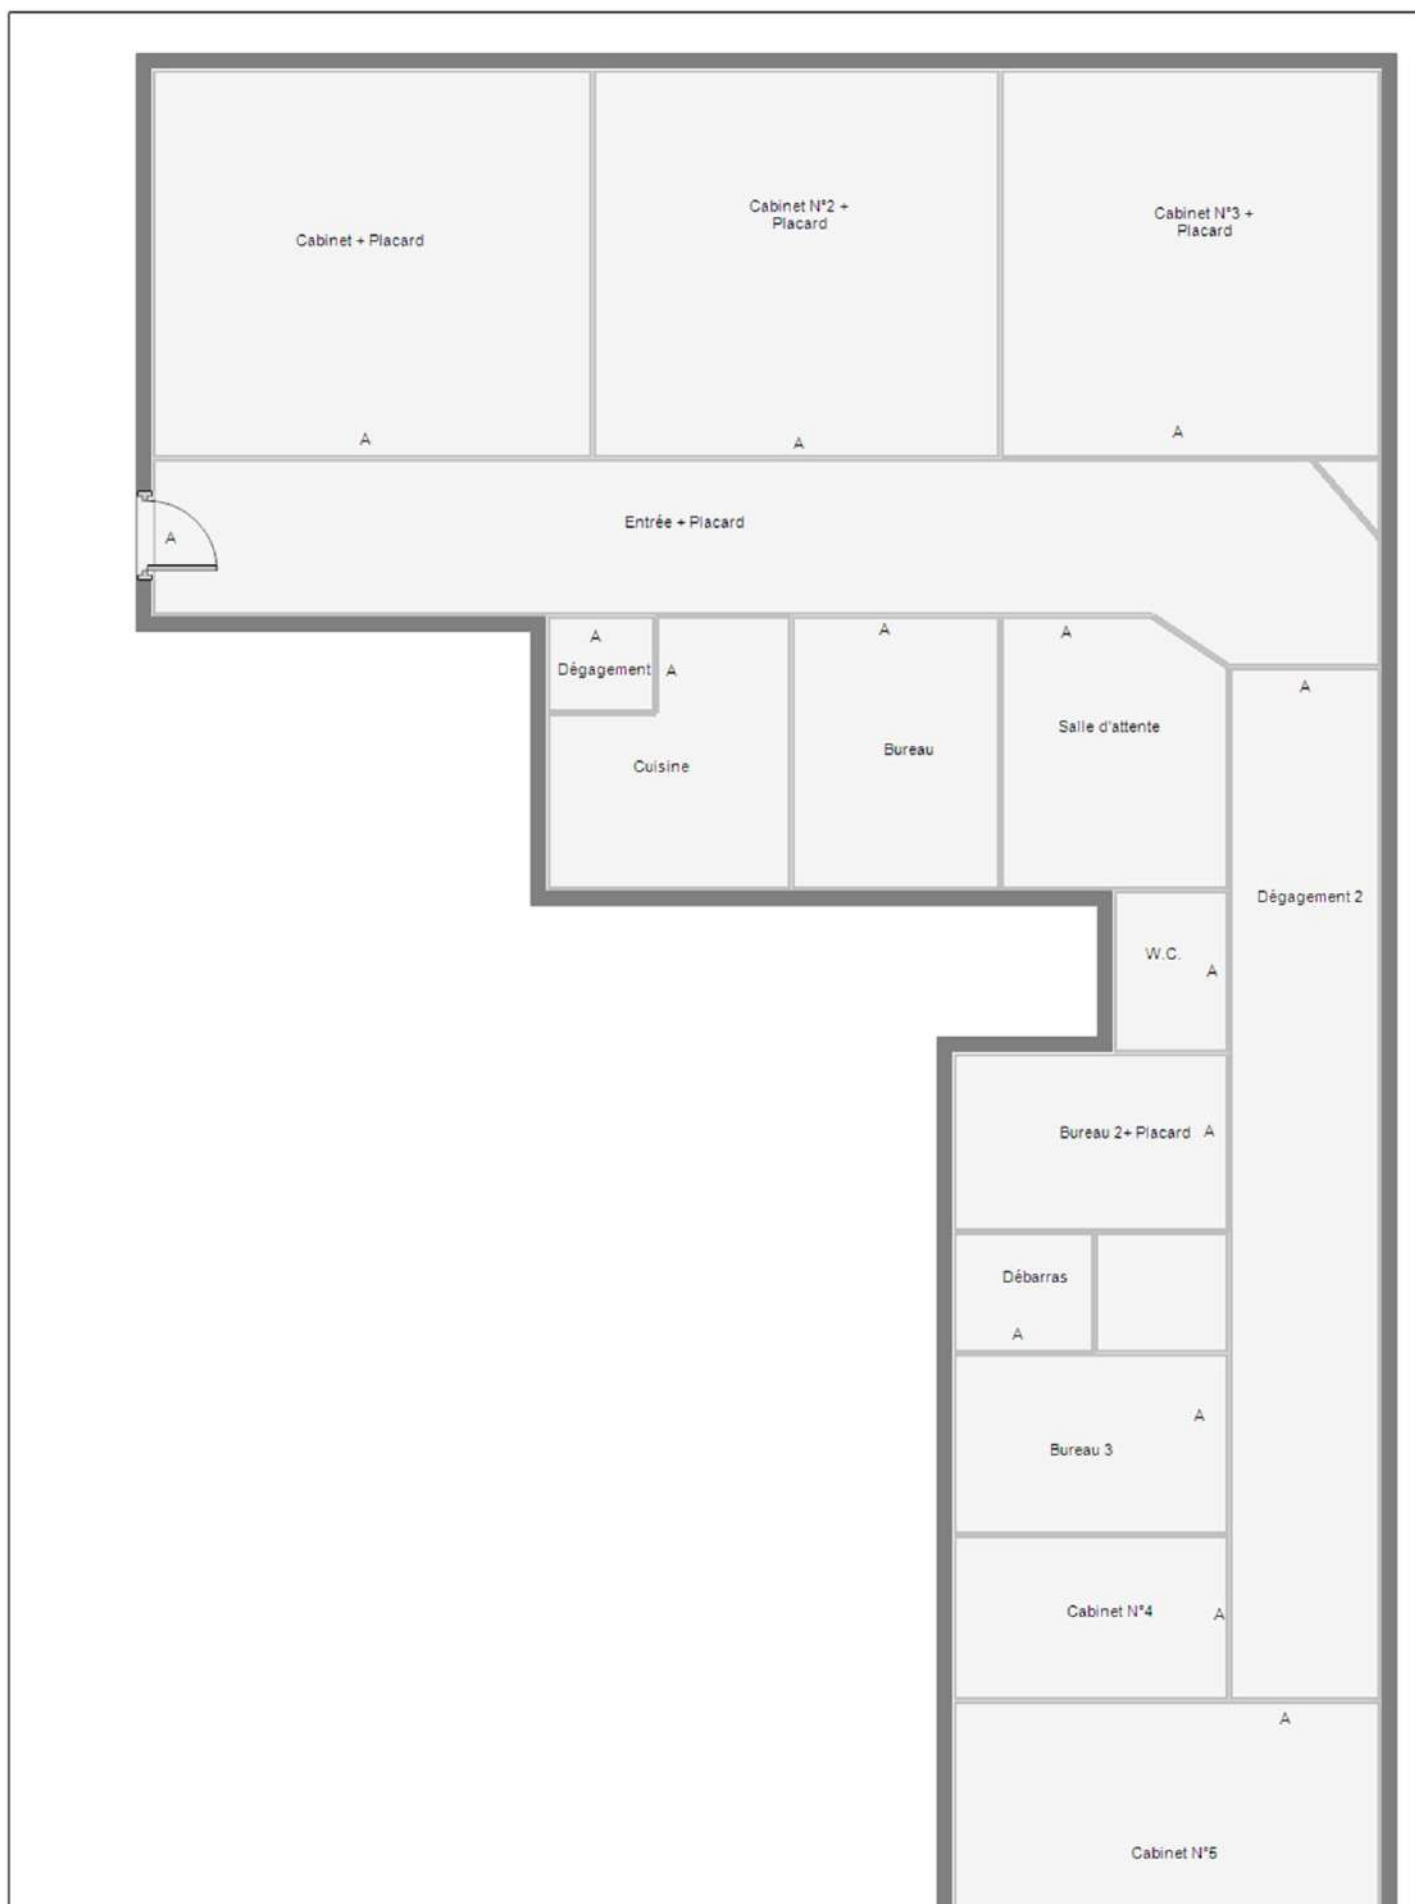 Cabinet N°2 +
Placard
Cabinet N°3 +
Placard
Cabinet + Placard
A
A
A
Entrée + Placard
A
A
A
A
Dégagement
A
A
Salle d'attente
Bureau
Cuisine
Dégagement 2
W.C.
A
Bureau 2+ Placard
A
Débarras
A
A
Bureau 3
Cabinet N°4
A
A
Cabinet N°5